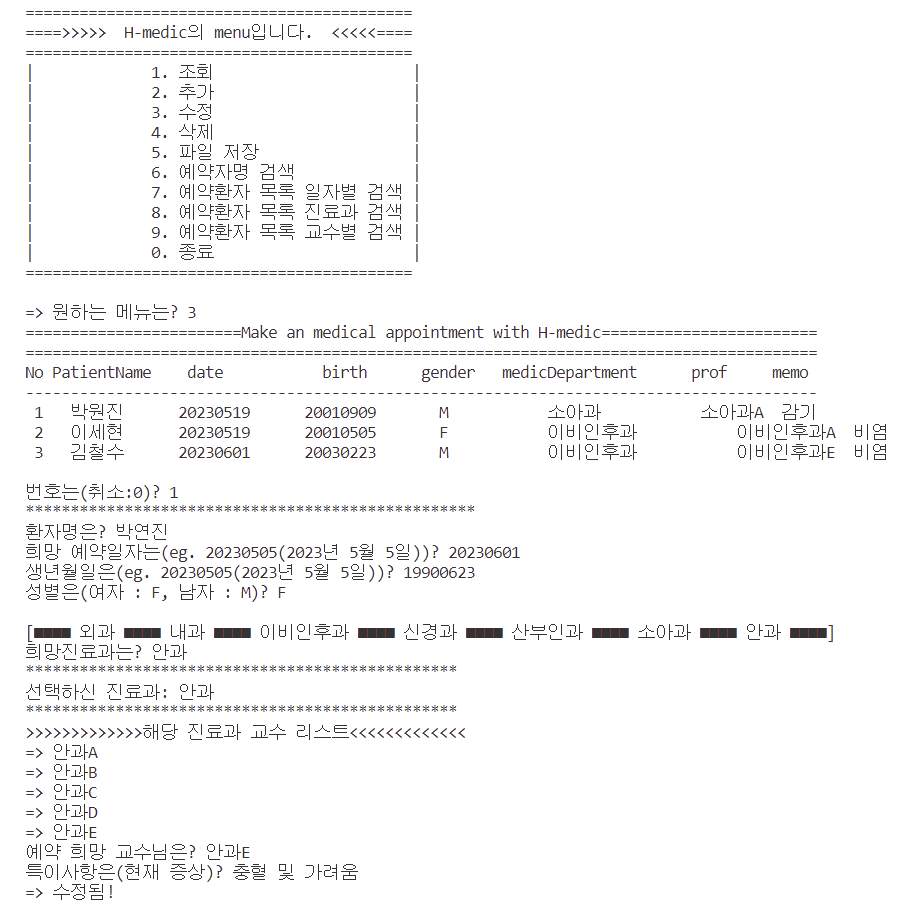 ===========================================
====>>>>>  H-medic의 menu입니다.  <<<<<====
===========================================
|             1. 조회                      |
|             2. 추가                      |
|             3. 수정                      |
|             4. 삭제                      |
|             5. 파일 저장                 |
|             6. 예약자명 검색             |
|             7. 예약환자 목록 일자별 검색 |
|             8. 예약환자 목록 진료과 검색 |
|             9. 예약환자 목록 교수별 검색 |
|             0. 종료                      |
===========================================
=> 원하는 메뉴는? 3
========================Make an medical appointment with H-medic========================
========================================================================================
No PatientName    date           birth      gender   medicDepartment      prof     memo
----------------------------------------------------------------------------------------
1   박원진      20230519      20010909       M           소아과           소아과A  감기
2   이세현      20230519      20010505       F           이비인후과           이비인후과A  비염
3   김철수      20230601      20030223       M           이비인후과           이비인후과E  비염
번호는(취소:0)? 1
**************************************************
환자명은? 박연진
희망 예약일자는(eg. 20230505(2023년 5월 5일))? 20230601
생년월일은(eg. 20230505(2023년 5월 5일))? 19900623
성별은(여자 : F, 남자 : M)? F
[■■■■ 외과 ■■■■ 내과 ■■■■ 이비인후과 ■■■■ 신경과 ■■■■ 산부인과 ■■■■ 소아과 ■■■■ 안과 ■■■■]
희망진료과는? 안과
************************************************
선택하신 진료과: 안과
************************************************
>>>>>>>>>>>>>해당 진료과 교수 리스트<<<<<<<<<<<<<
=> 안과A
=> 안과B
=> 안과C
=> 안과D
=> 안과E
예약 희망 교수님은? 안과E
특이사항은(현재 증상)? 충혈 및 가려움
=> 수정됨!